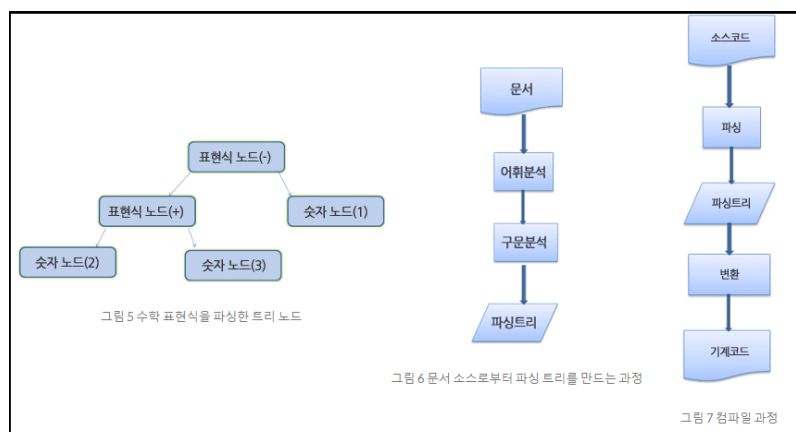 표현식 노드(-)
표현식 노드(+)
숫자 노드(1)
숫자 노드(2)
숫자 노드(3)
그림 5 수학 표현식을 파싱한 트리 노드
문서
어휘분석
구문분석
파싱트리
그림 6 문서 소스로부터 파싱 트리를 만드는 과정
소스코드
파싱
파싱트리
변환
기계코드
그림 7 컴파일 과정